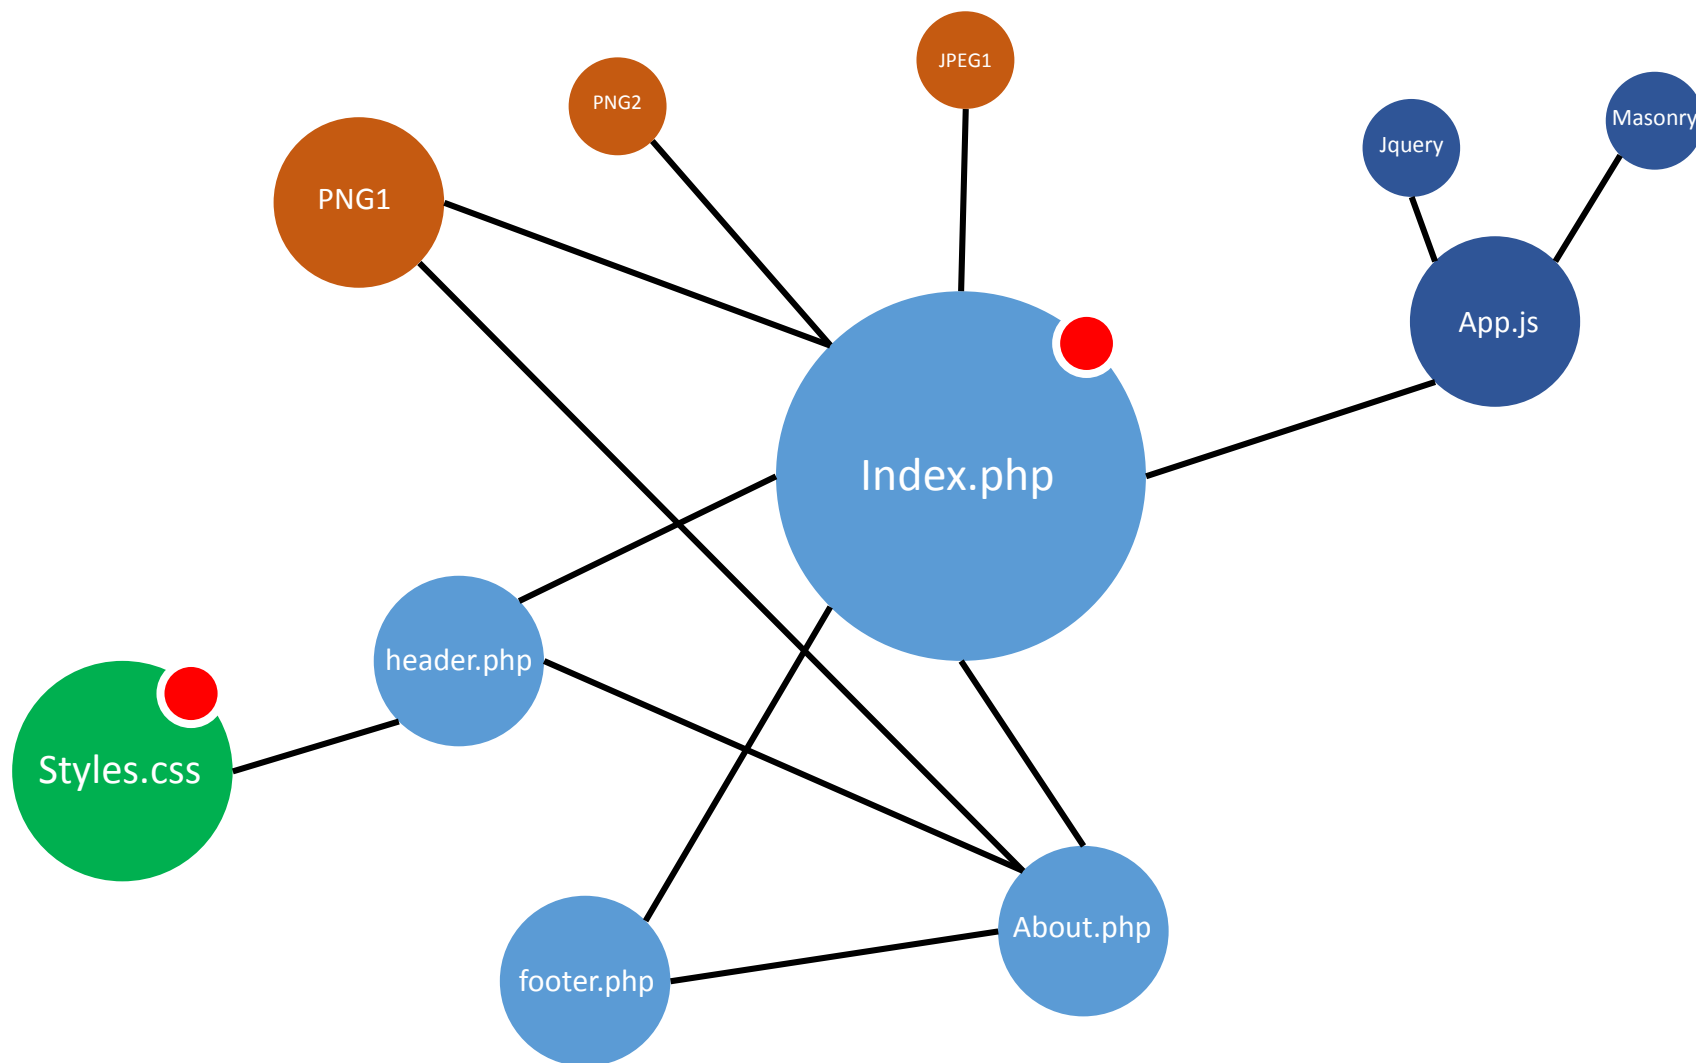 JPEG1
PNG2
Masonry
Jquery
PNG1
App.js
Index.php
header.php
Styles.css
About.php
footer.php